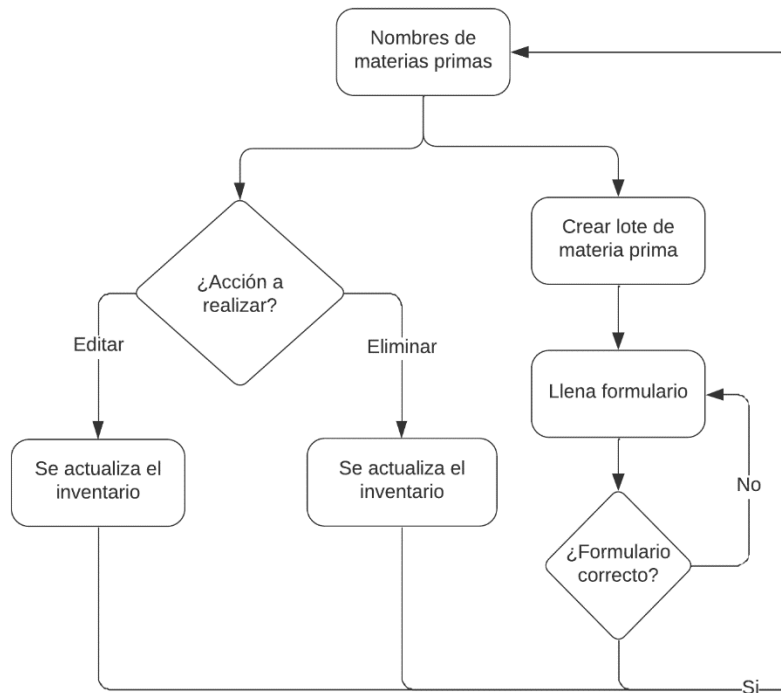 Nombres de
materias primas
¿Acción a
realizar?
Crear lote de
materia prima
Editar
Eliminar
Llena formulario
Se actualiza el
inventario
Se actualiza el
inventario
No
¿Formulario
correcto?
Si